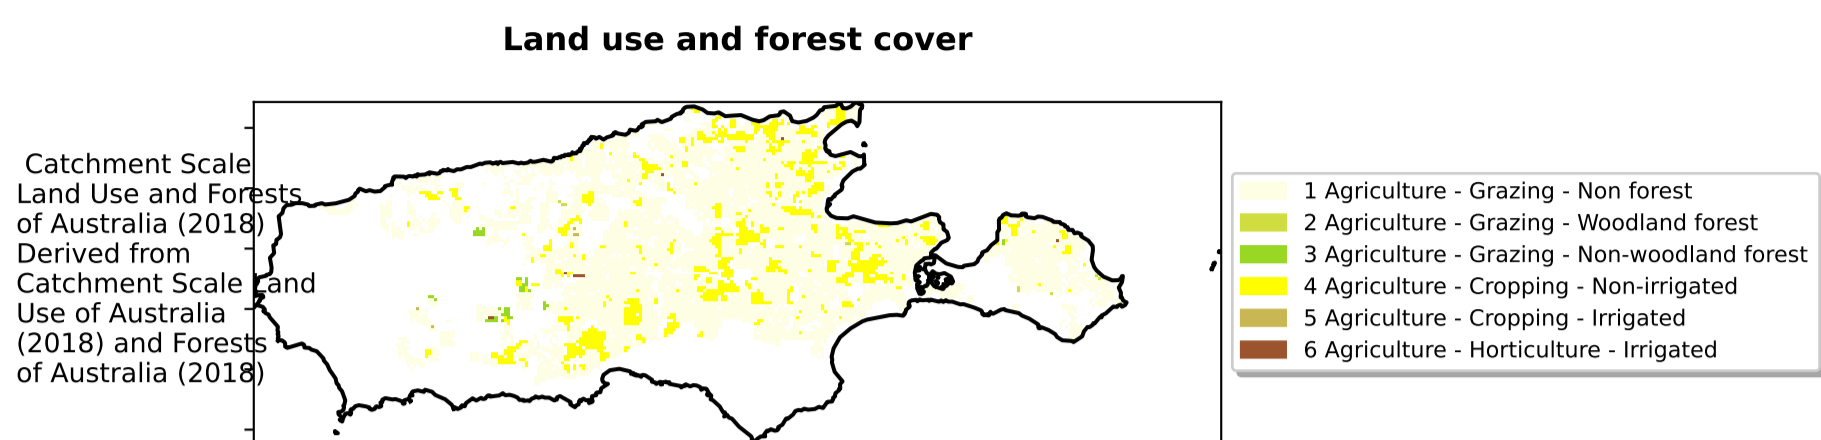 Land use and forest cover
Catchment Scale
Land Use and Forests
of Australia (2018)
Derived from
Catchment Scale Land
Use of Australia
(2018) and Forests
of Australia (2018)
1 Agriculture - Grazing - Non forest
2 Agriculture - Grazing - Woodland forest
3 Agriculture - Grazing - Non-woodland forest
4 Agriculture - Cropping - Non-irrigated
5 Agriculture - Cropping - Irrigated
6 Agriculture - Horticulture - Irrigated